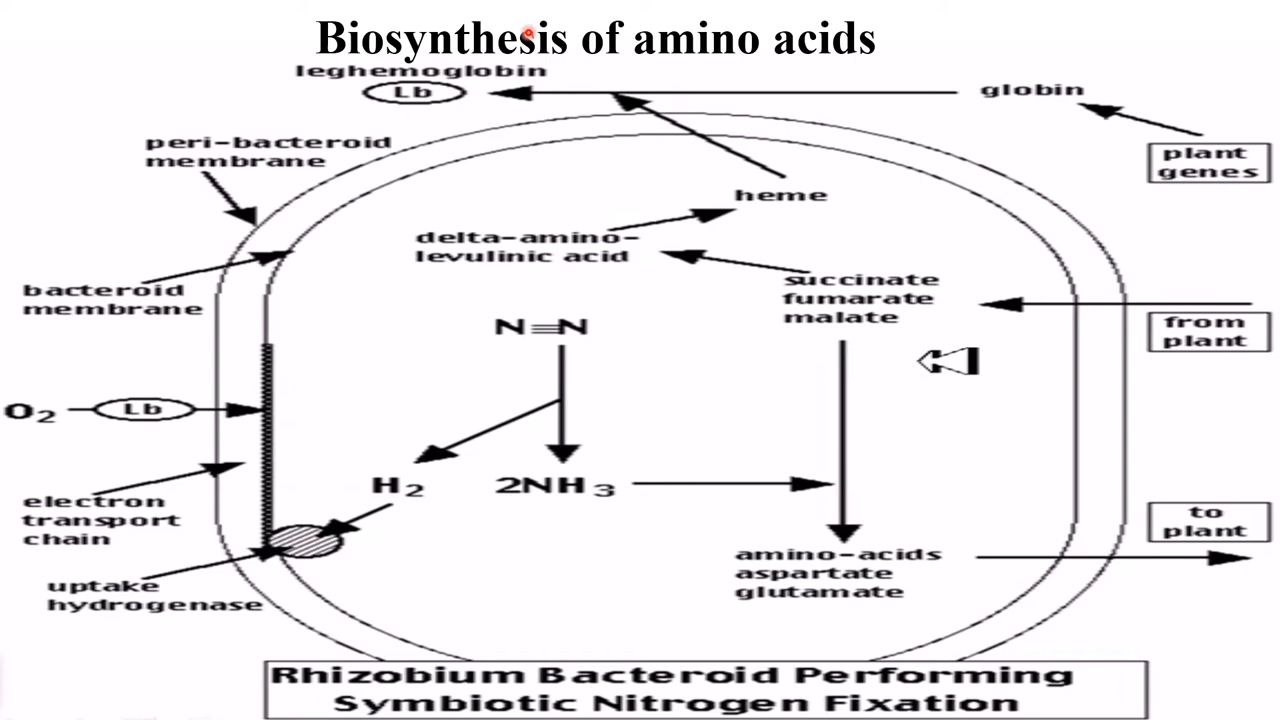 Biosynthesis of amino acids
leghemoglobin
Lb
globin
peri-bacteroid
membrane
plant
genes
heme
delta-amino-
levulinic acid
succinate
fumarate
malate
bacteroid
membrane
from
plant
N≡N
O2
Lb
H2
2NH3
electron
transport
chain
to
plant
amino-acids
aspartate
glutamate
uptake
hydrogenase
Rhizobium Bacteroid Performing
Symbiotic Nitrogen Fixation